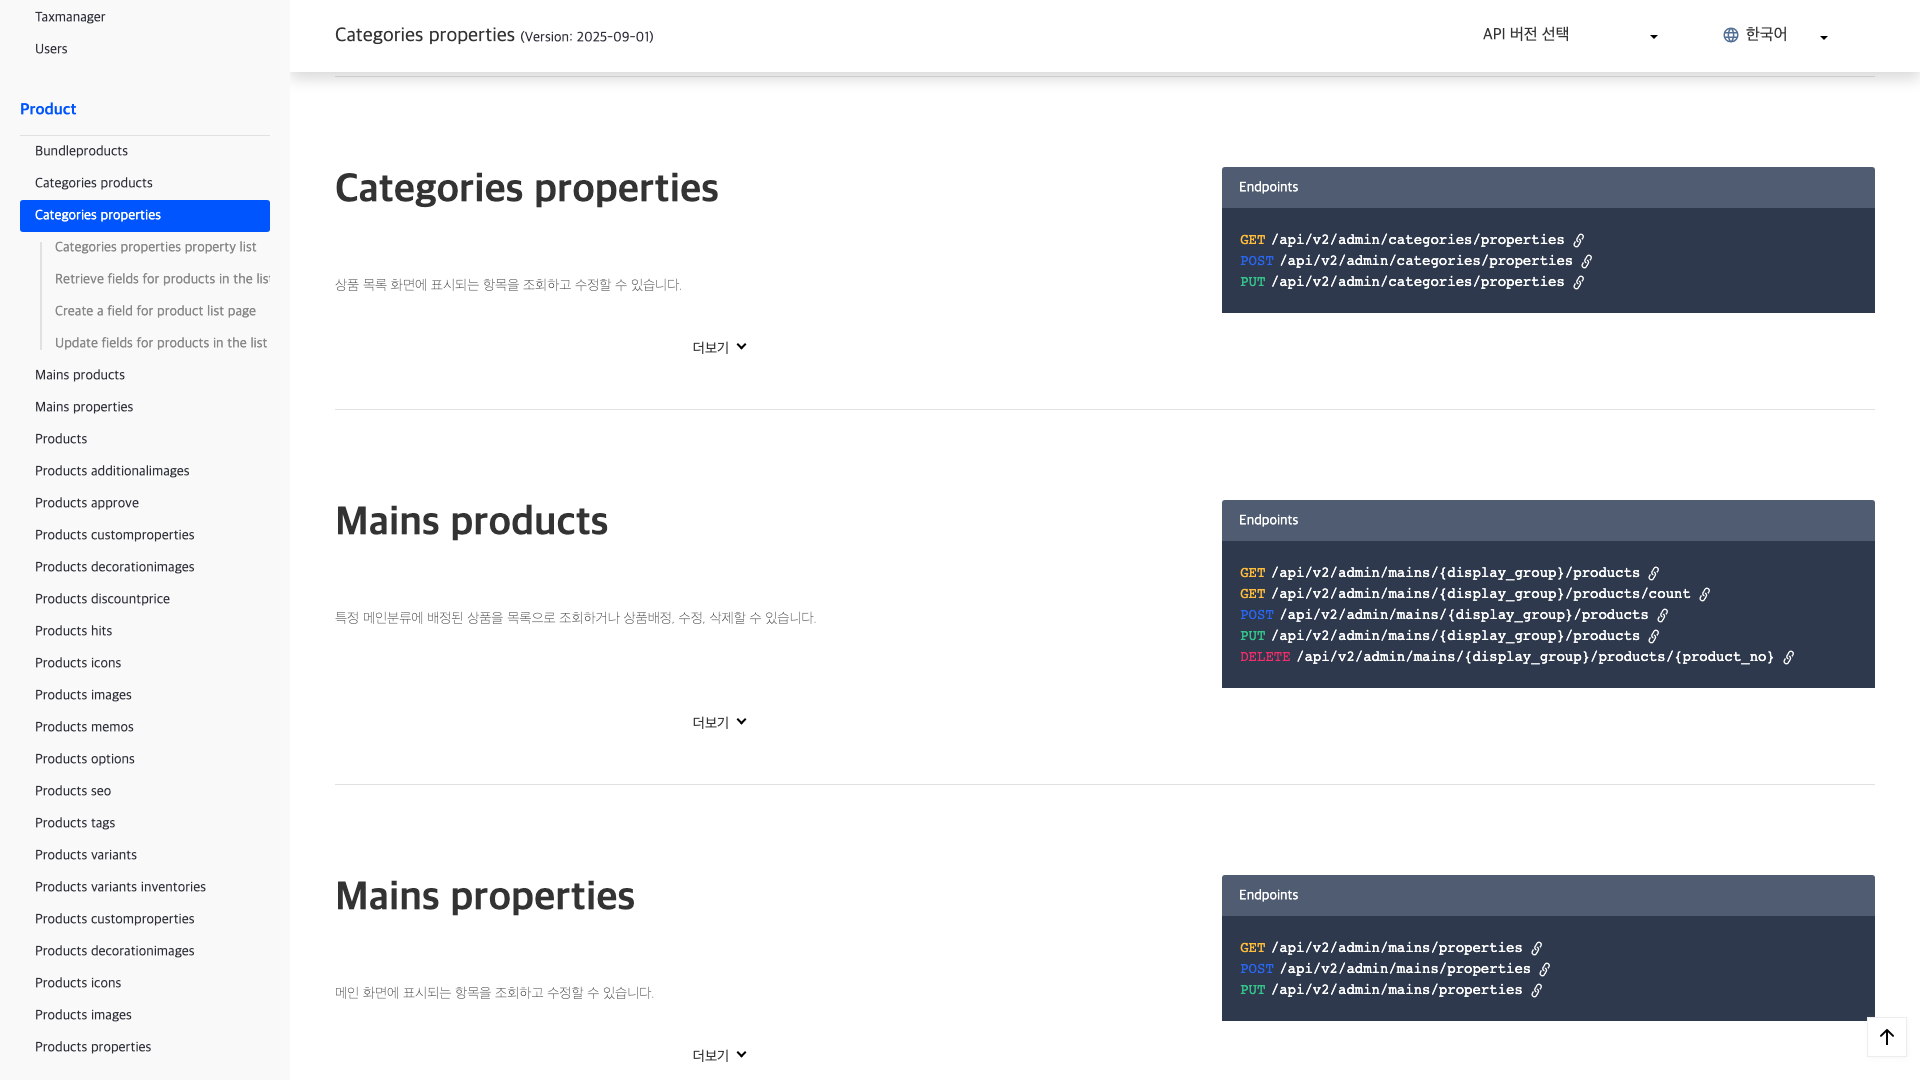 Taxmanager
Users
Product
Bundleproducts
Categories products
Categories properties
Categories properties property list
Retrieve fields for products in the list
Create a field for product list page
Update fields for products in the list
Mains products
Mains properties
Products
Products additionalimages
Products approve
Products customproperties
Products decorationimages
Products discountprice
Products hits
Products icons
Products images
Products memos
Products options
Products seo
Products tags
Products variants
Products variants inventories
Products customproperties
Products decorationimages
Products icons
Products images
Products properties
Categories properties (Version: 2025-09-01)
API 버전 선택
한국어
Categories properties
상품 목록 화면에 표시되는 항목을 조회하고 수정할 수 있습니다.
더보기
Endpoints
GET /api/v2/admin/categories/properties
POST /api/v2/admin/categories/properties
PUT /api/v2/admin/categories/properties
Mains products
특정 메인분류에 배정된 상품을 목록으로 조회하거나 상품배정, 수정, 삭제할 수 있습니다.
더보기
Endpoints
GET /api/v2/admin/mains/{display_group}/products
GET /api/v2/admin/mains/{display_group}/products/count
POST /api/v2/admin/mains/{display_group}/products
PUT /api/v2/admin/mains/{display_group}/products
DELETE /api/v2/admin/mains/{display_group}/products/{product_no}
Mains properties
메인 화면에 표시되는 항목을 조회하고 수정할 수 있습니다.
더보기
Endpoints
GET /api/v2/admin/mains/properties
POST /api/v2/admin/mains/properties
PUT /api/v2/admin/mains/properties